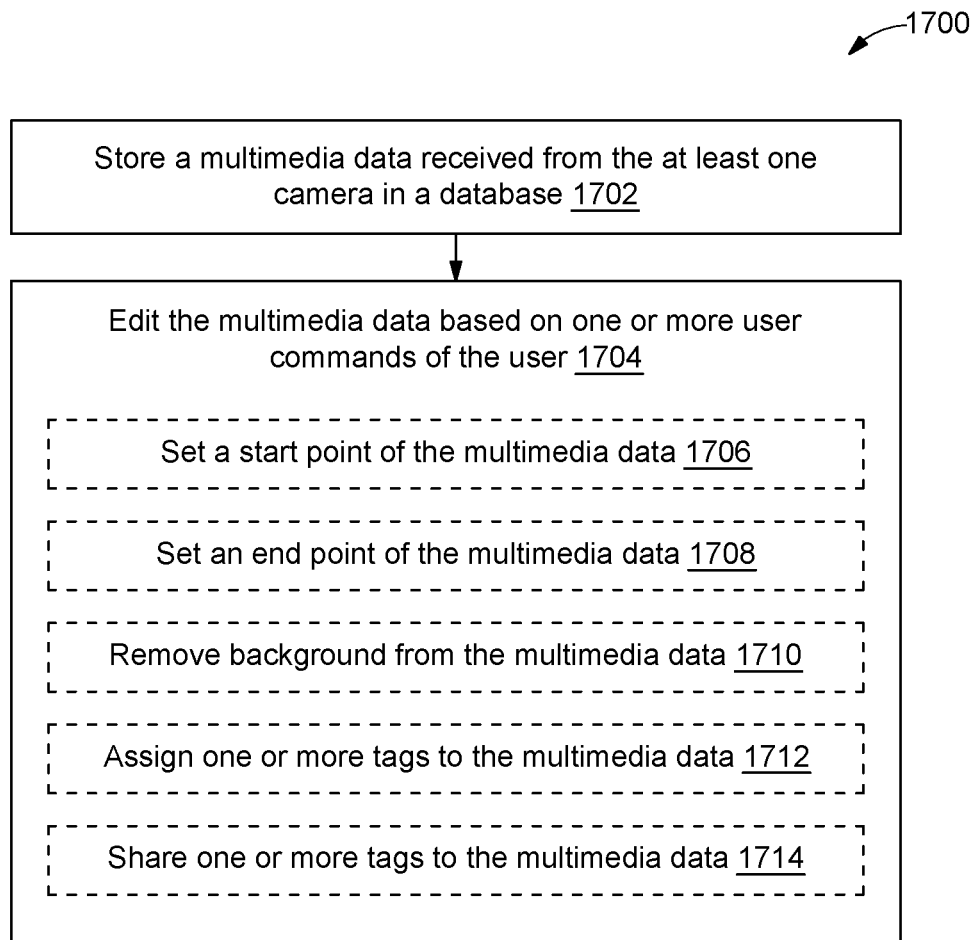 1700
Store a multimedia data received from the at least one
camera in a database 1702
Edit the multimedia data based on one or more user
commands of the user 1704
Set a start point of the multimedia data 1706
Set an end point of the multimedia data 1708
Remove background from the multimedia data 1710
Assign one or more tags to the multimedia data 1712
Share one or more tags to the multimedia data 1714